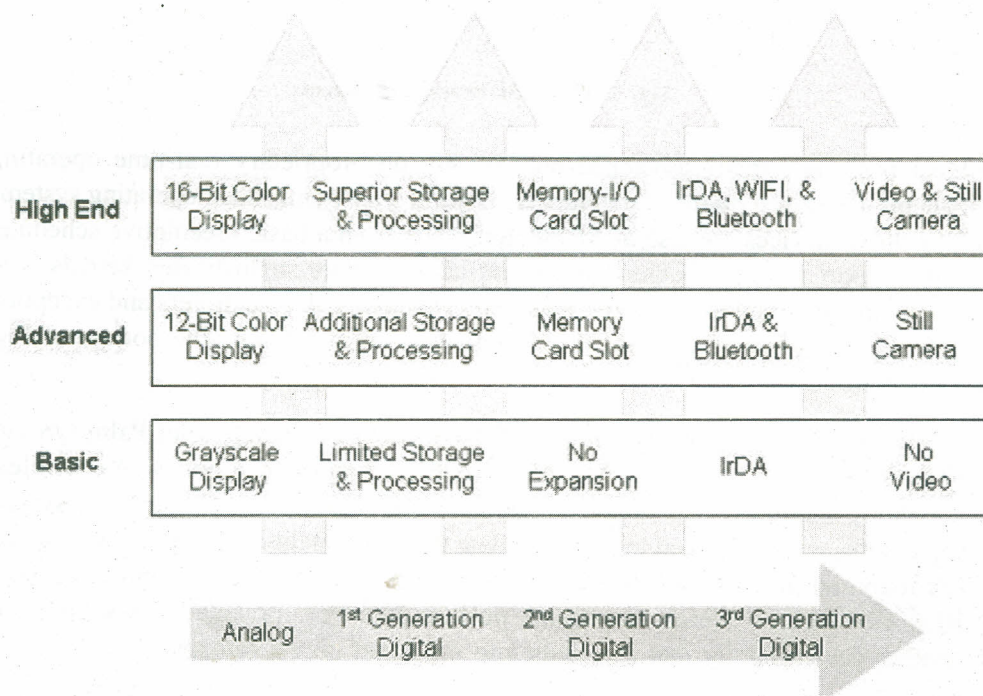 High End
16-Bit Color
Display
Superior Storage
& Processing
Memory-I/O
Card Slot
IrDA, WIFI, &
Bluetooth
Video & Still
Camera
Advanced
12-Bit Color
Display
Additional Storage
& Processing
Memory
Card Slot
IrDA &
Bluetooth
Still
Camera
Basic
Grayscale
Display
Limited Storage
& Processing
No
Expansion
IrDA
No
Video
Analog
1st Generation
Digital
2nd Generation
Digital
3rd Generation
Digital